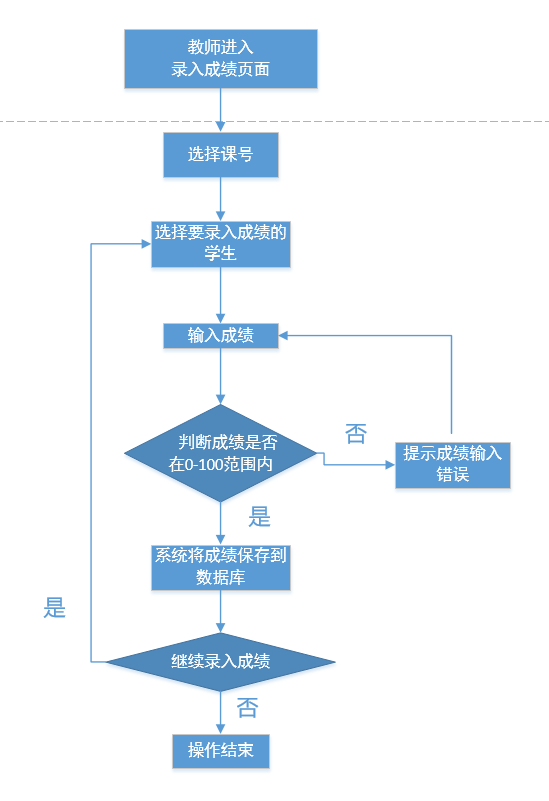 教师进入
录入成绩页面
选择课号
选择要录入成绩的
学生
输入成绩
判断成绩是否
在0-100范围内
否
提示成绩输入
错误
是
系统将成绩保存到
数据库
是
继续录入成绩
否
操作结束